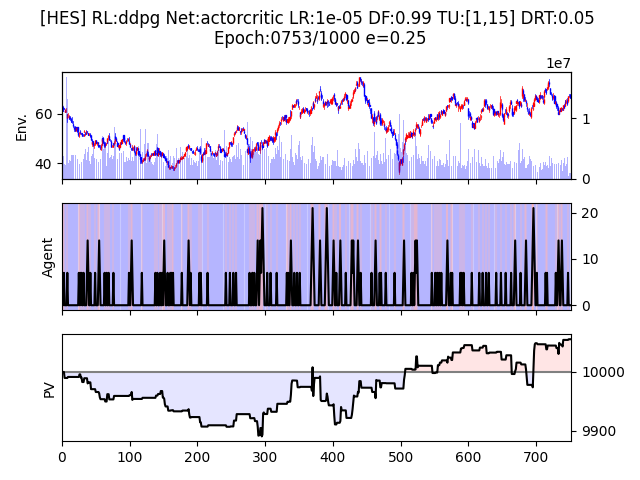 [HES] RL:ddpg Net:actorcritic LR:1e-05 DF:0.99 TU:[1,15] DRT:0.05
Epoch:0753/1000 e=0.25
1e7
Env.
60
40
1
0
Agent
20
10
0
PV
10000
9900
0 100 200 300 400 500 600 700